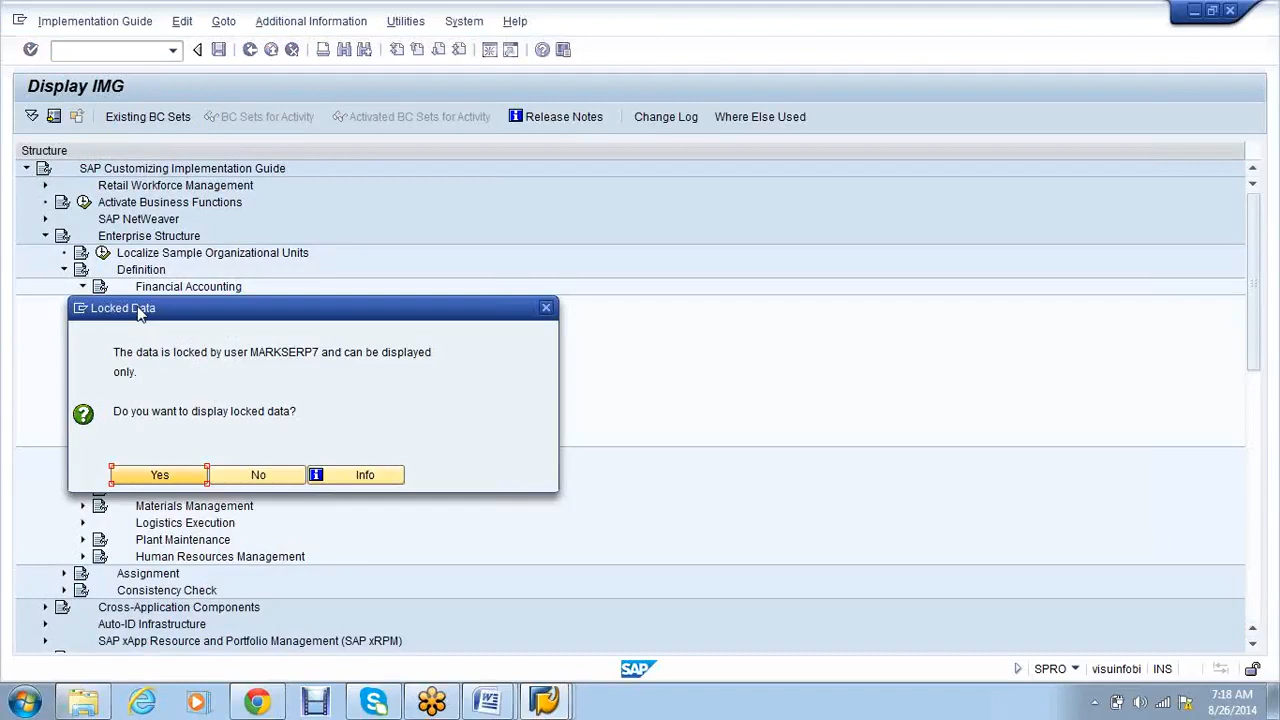 Implementation Guide Edit Goto Additional Information Utilities System Help
Display IMG
Existing BC Sets BC Sets for Activity Activated BC Sets for Activity Release Notes Change Log Where Else Used
Structure
SAP Customizing Implementation Guide
Retail Workforce Management
Activate Business Functions
SAP NetWeaver
Enterprise Structure
Localize Sample Organizational Units
Definition
Financial Accounting
Locked Data
The data is locked by user MARKSERP7 and can be displayed
only.
Do you want to display locked data?
Yes No Info
Materials Management
Logistics Execution
Plant Maintenance
Human Resources Management
Assignment
Consistency Check
Cross-Application Components
Auto-ID Infrastructure
SAP xApp Resource and Portfolio Management (SAP xRPM)
SAP SPRO visuinfobi INS
7:18 AM
8/26/2014